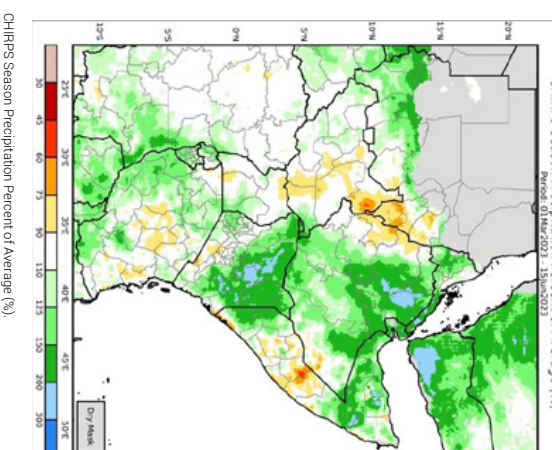 Period: 01Mar2023 - 15Jun2023
20°N
15°N
10°N
5°N
0°N
5°S
10°S
25°E
30°E
35°E
40°E
45°E
50°E
Dry Mask
30
45
60
75
90
110
125
150
200
300
CHIRPS Season Precipitation Percent of Average (%).